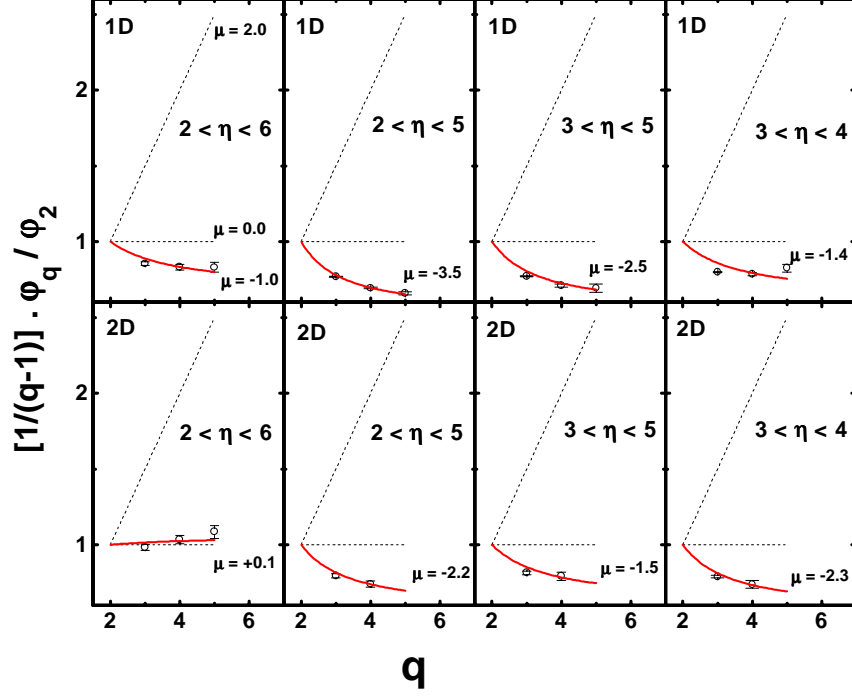 1D
μ = 2.0
2 < η < 6
μ = 0.0
μ = -1.0
1D
2 < η < 5
μ = -3.5
1D
3 < η < 5
μ = -2.5
1D
3 < η < 4
μ = -1.4
2
1
2D
2 < η < 6
μ = +0.1
2D
2 < η < 5
μ = -2.2
2D
3 < η < 5
μ = -1.5
2D
3 < η < 4
μ = -2.3
2
1
2 4 6 2 4 6 2 4 6 2 4 6
[1/(q-1)] . φq / φ2
q